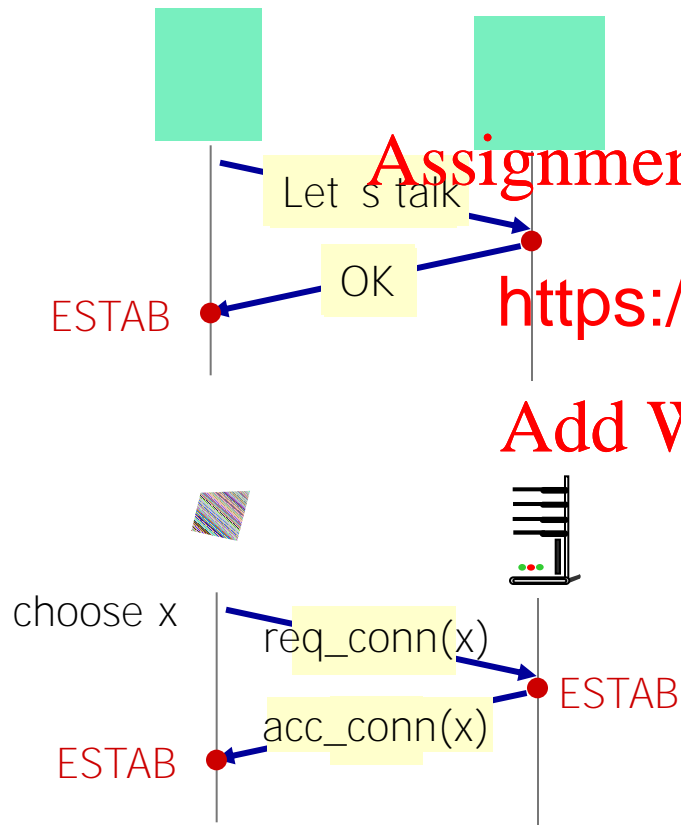 Assignmen
Let s talk
OK
ESTAB
https:/
Add W
choose x
req_conn(x)
ESTAB
acc_conn(x)
ESTAB